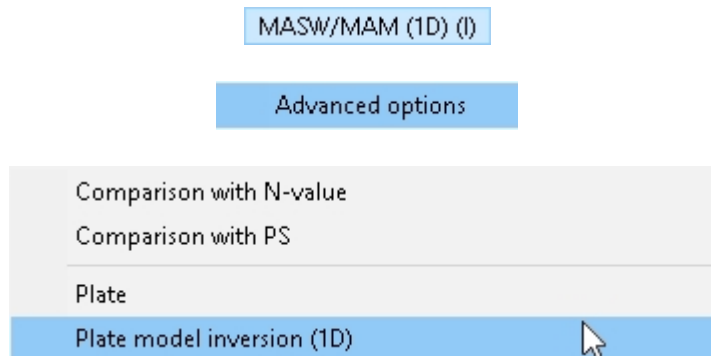 MASW/MAM (1D) (I)
Advanced options
Comparison with N-value
Comparison with PS
Plate
Plate model inversion (1D)